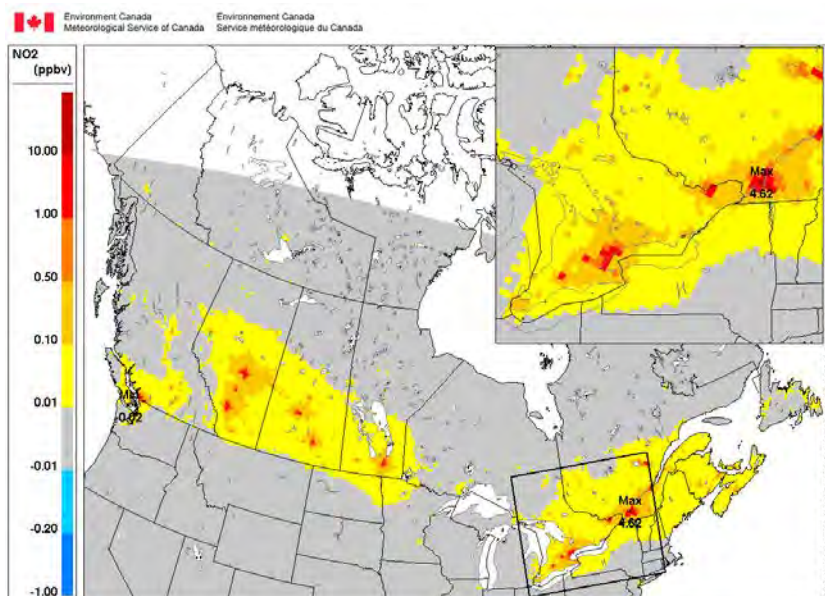 Environment Canada
Meteorological Service of Canada
Environnement Canada
Service météorologique du Canada
NO2
(ppbv)
10.00
1.00
0.50
0.10
0.01
-0.01
-0.20
-1.00
Max
4.62
Max
4.62